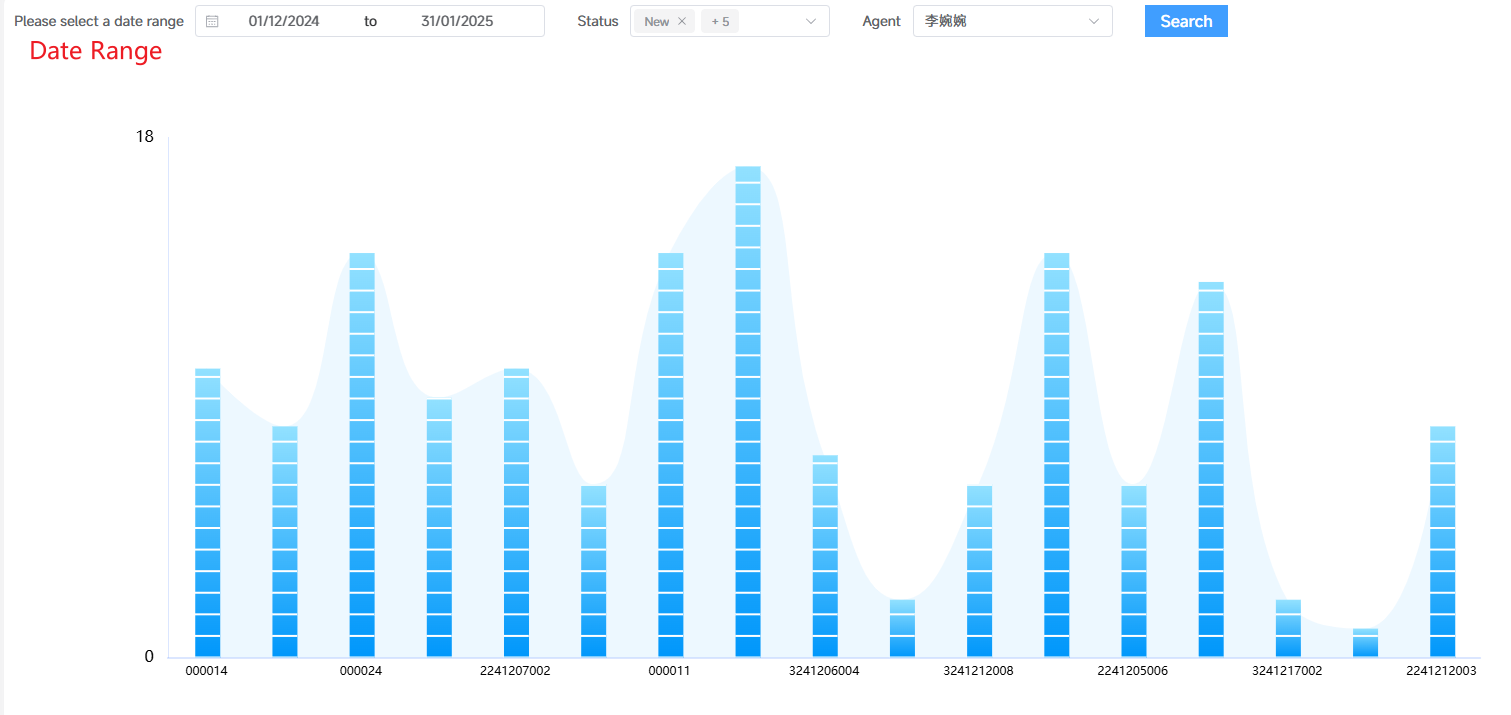 Please select a date range 01/12/2024 to 31/01/2025 Status New × + 5 Agent 李婉婉 Search
Date Range
18
0
000014 000024 2241207002 000011 3241206004 3241212008 2241205006 3241217002 2241212003